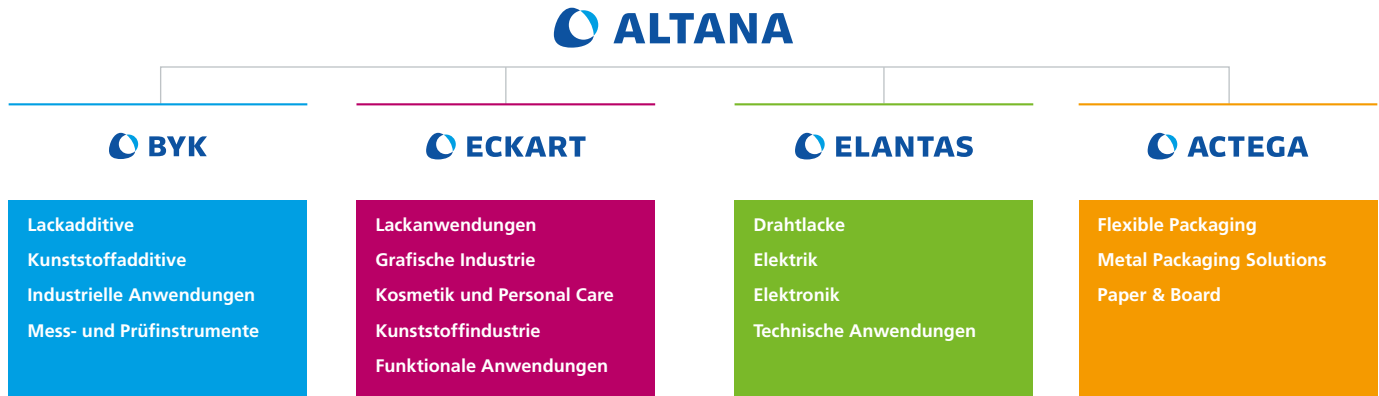 ALTANA
BYK
Lackadditive
Kunststoffadditive
Industrielle Anwendungen
Mess- und Prüfinstrumente
ECKART
Lackanwendungen
Grafische Industrie
Kosmetik und Personal Care
Kunststoffindustrie
Funktionale Anwendungen
ELANTAS
Drahtlacke
Elektrik
Elektronik
Technische Anwendungen
ACTEGA
Flexible Packaging
Metal Packaging Solutions
Paper & Board